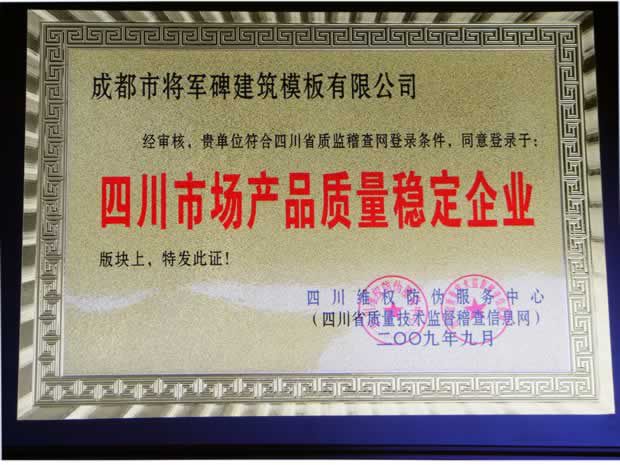 成都市将军碑建筑模板有限公司
经审核，贵单位符合四川省质监稽查网登录条件，同意登录于：
四川市场产品质量稳定企业
版块上，特发此证！
四川维权防伪服务中心
（四川省质量技术监督稽查信息网）
二〇〇九年九月